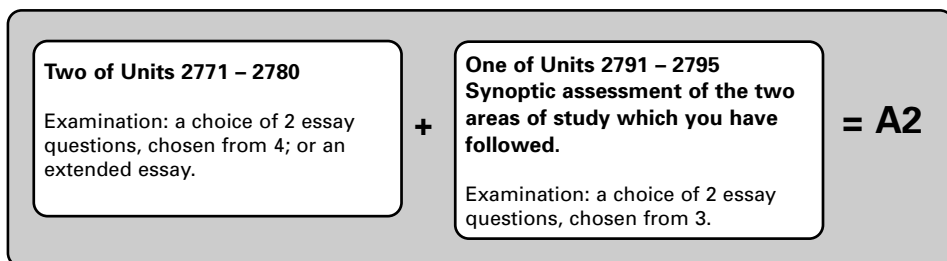 Two of Units 2771 – 2780
Examination: a choice of 2 essay
questions, chosen from 4; or an
extended essay.
+
One of Units 2791 – 2795
Synoptic assessment of the two
areas of study which you have
followed.
Examination: a choice of 2 essay
questions, chosen from 3.
= A2